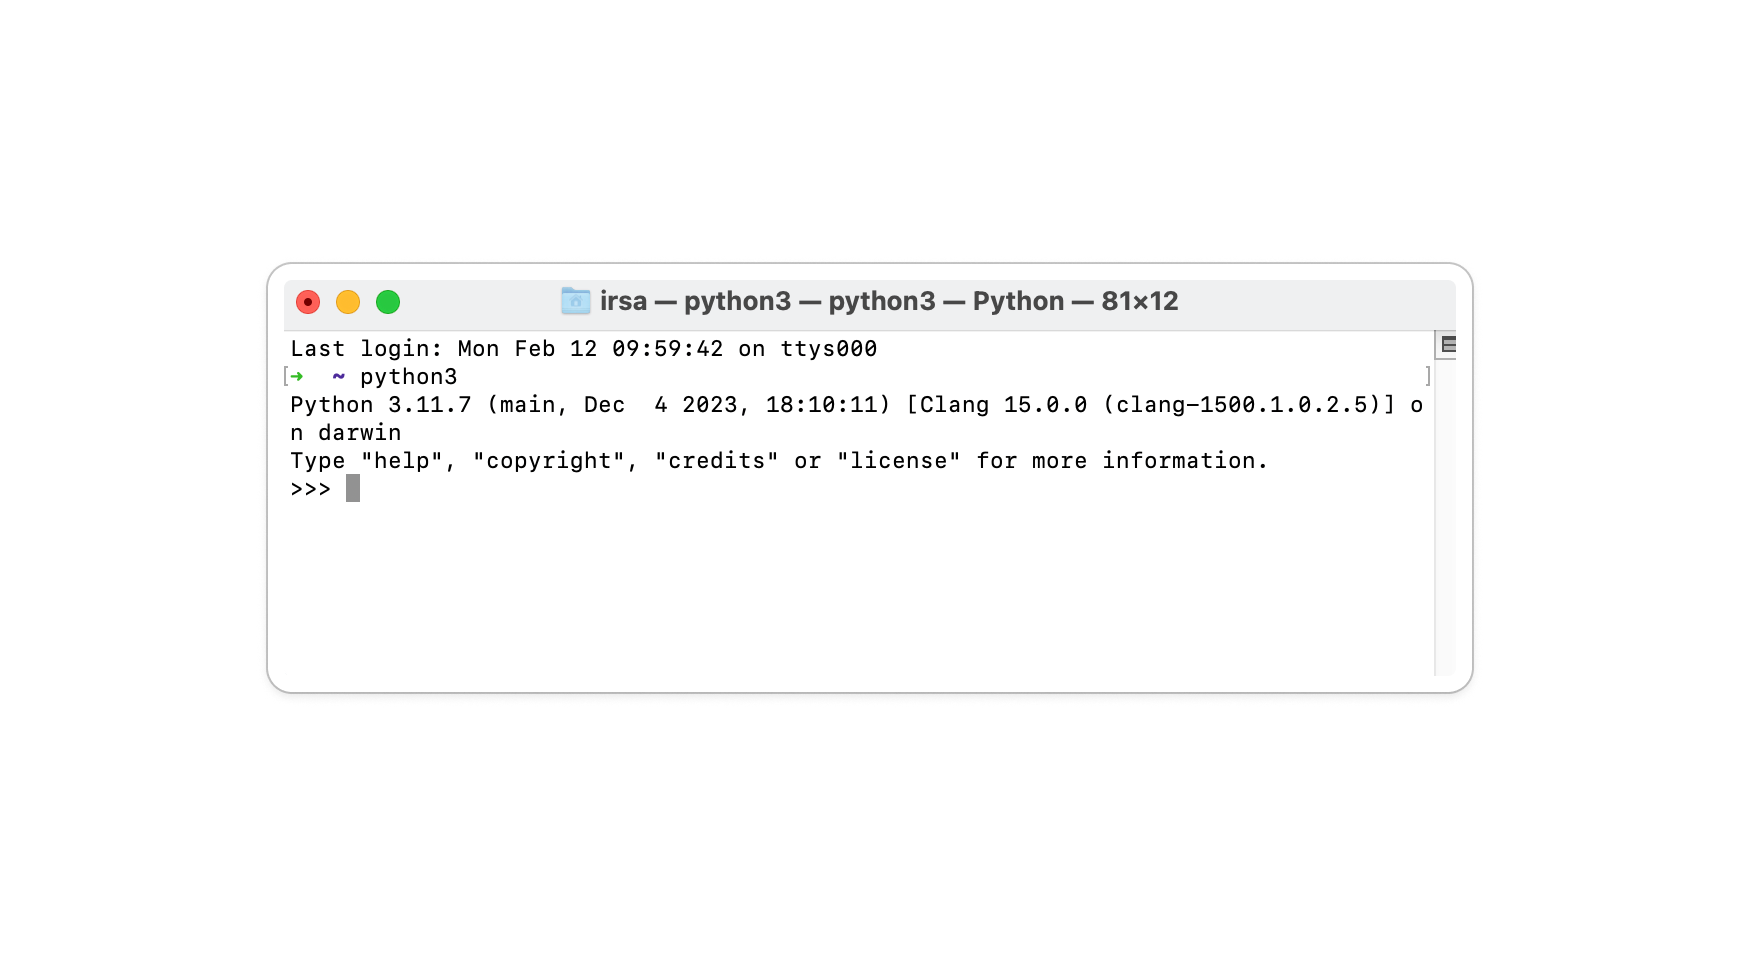 irsa — python3 — python3 — Python — 81×12
Last login: Mon Feb 12 09:59:42 on ttys000
[➜  ~ python3 ]
Python 3.11.7 (main, Dec  4 2023, 18:10:11) [Clang 15.0.0 (clang-1500.1.0.2.5)] o
n darwin
Type "help", "copyright", "credits" or "license" for more information.
>>>